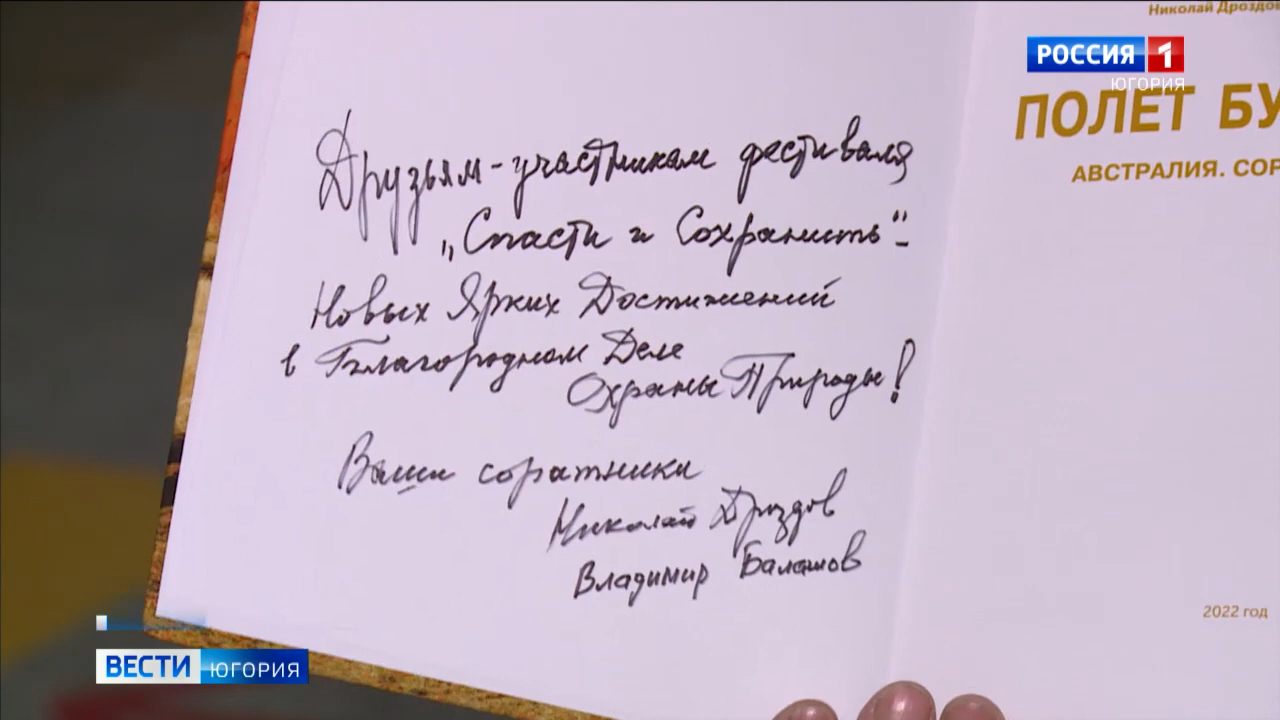 Николай Дроздов
РОССИЯ 1
ЮГОРИЯ
ПОЛЕТ БУ
АВСТРАЛИЯ. СОР
Друзьям-участникам фестиваля
„Спасти и Сохранить"-
Новых Ярких Достижений
в Благородном Деле
Охраны Природы!
Ваши соратники
Николай Дроздов
Владимир Балашов
2022 год
ВЕСТИ ЮГОРИЯ